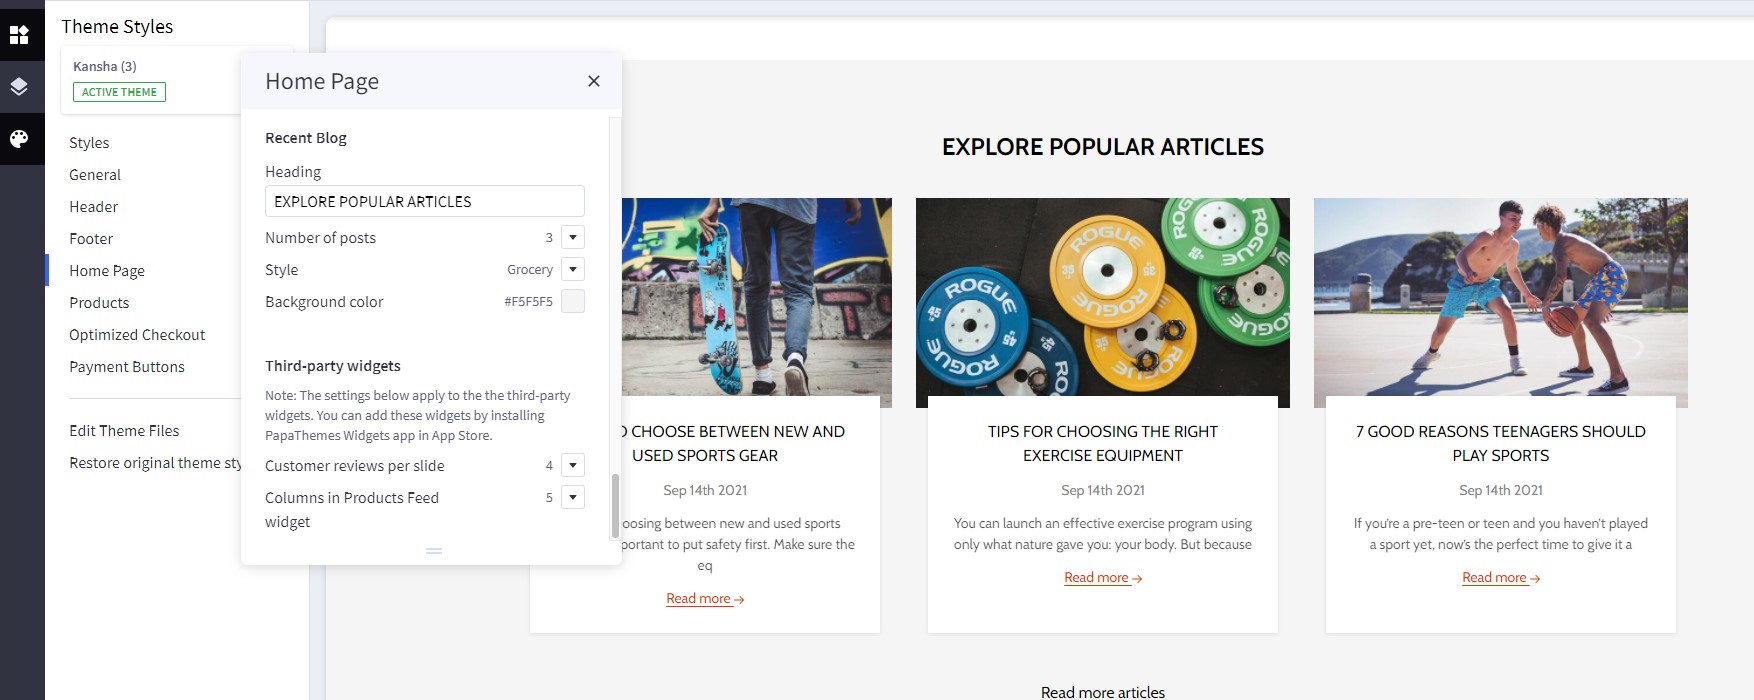 Theme Styles
Kansha (3)
ACTIVE THEME
Styles
General
Header
Footer
Home Page
Products
Optimized Checkout
Payment Buttons
Edit Theme Files
Restore original theme sty
Home Page
Recent Blog
Heading
EXPLORE POPULAR ARTICLES
Number of posts 3
Style Grocery
Background color #F5F5F5
Third-party widgets
Note: The settings below apply to the the third-party
widgets. You can add these widgets by installing
PapaThemes Widgets app in App Store.
Customer reviews per slide 4
Columns in Products Feed 5
widget
EXPLORE POPULAR ARTICLES
ROGUE
ROGUE
ROGUE
ROGUE
ROGUE
ROGUE
35
45
O CHOOSE BETWEEN NEW AND
USED SPORTS GEAR
Sep 14th 2021
oosing between new and used sports
portant to put safety first. Make sure the
eq
Read more →
TIPS FOR CHOOSING THE RIGHT
EXERCISE EQUIPMENT
Sep 14th 2021
You can launch an effective exercise program using
only what nature gave you: your body. But because
Read more →
7 GOOD REASONS TEENAGERS SHOULD
PLAY SPORTS
Sep 14th 2021
If you're a pre-teen or teen and you haven't played
a sport yet, now's the perfect time to give it a
Read more →
Read more articles